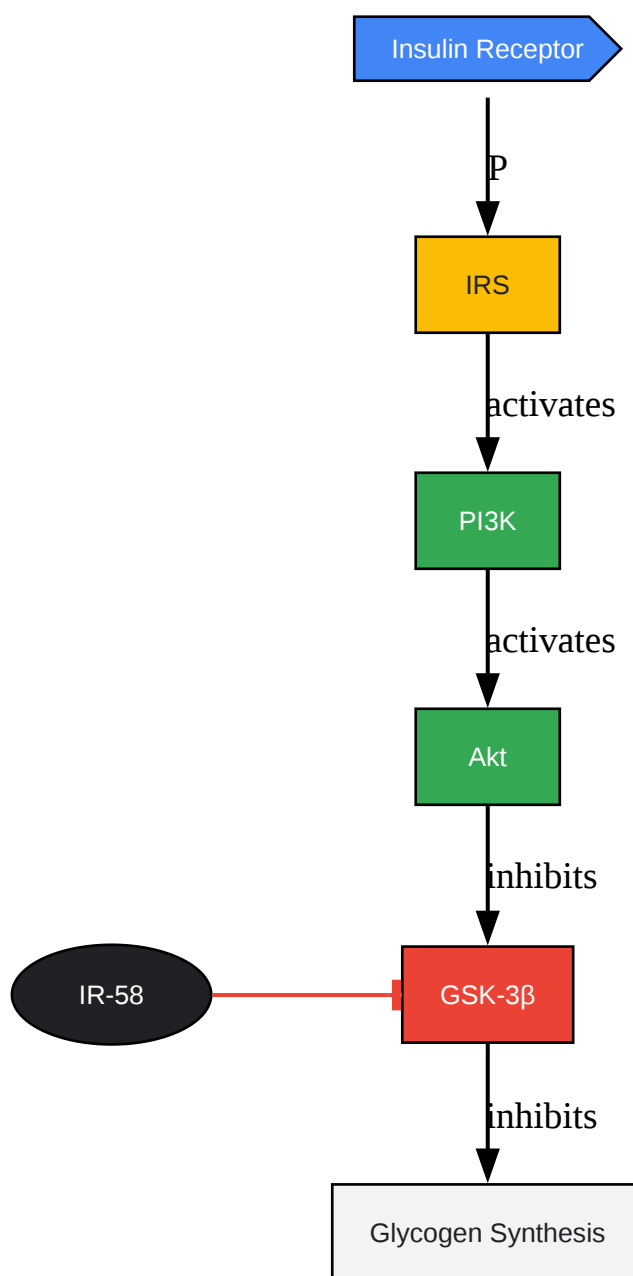 Insulin Receptor
P
IRS
activates
PI3K
activates
Akt
inhibits
IR-58
GSK-3β
inhibits
Glycogen Synthesis